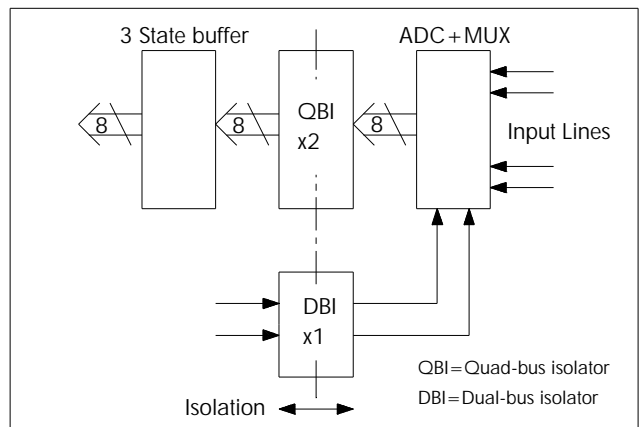 3 State buffer
ADC+MUX
8
8
QBI
x2
8
Input Lines
DBI
x1
QBI=Quad-bus isolator
DBI=Dual-bus isolator
Isolation